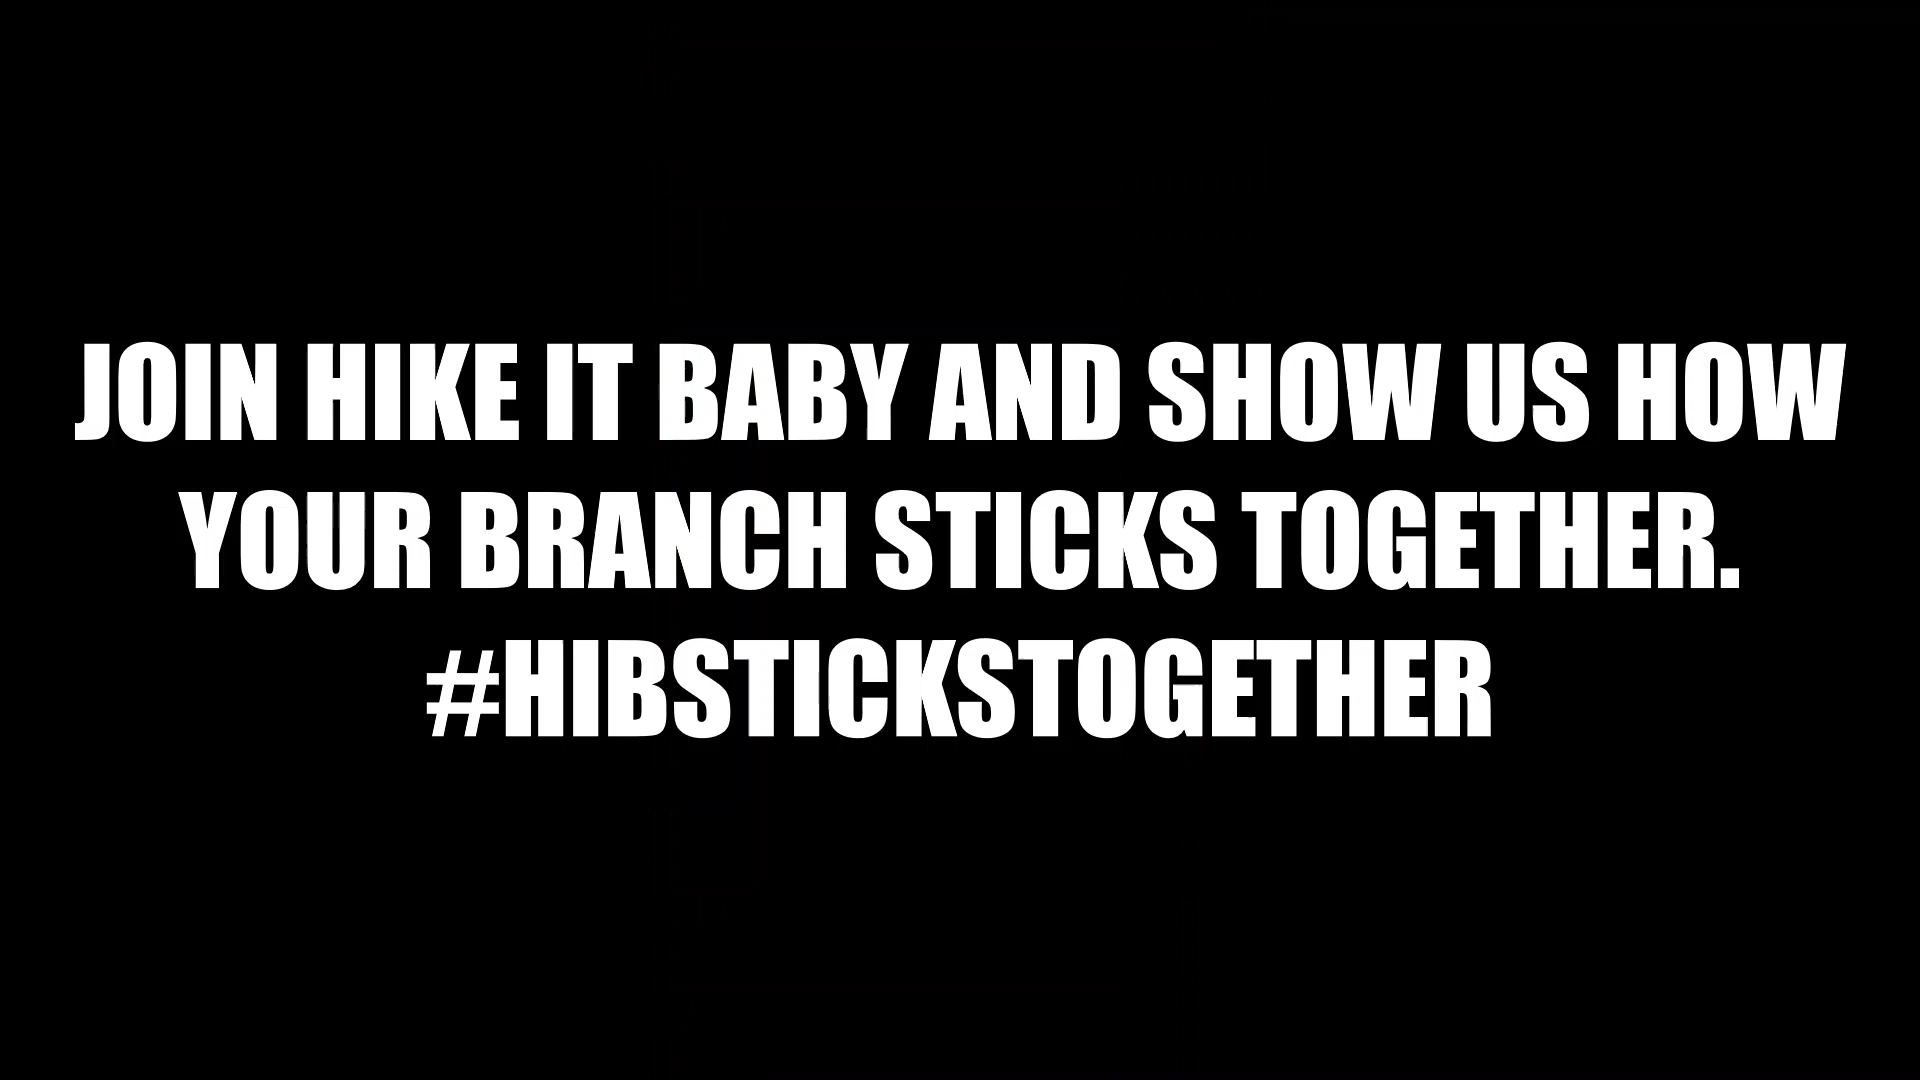 JOIN HIKE IT BABY AND SHOW US HOW
YOUR BRANCH STICKS TOGETHER.
#HIBSTICKSTOGETHER